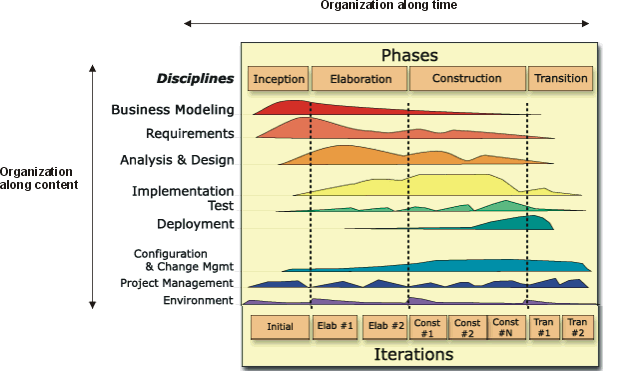 Organization along time
Phases
Disciplines
Inception
Elaboration
Construction
Transition
Business Modeling
Requirements
Analysis & Design
Organization
along content
Implementation
Test
Deployment
Configuration
& Change Mgmt
Project Management
Environment
Initial
Elab #1
Elab #2
Const
#1
Const
#2
Const
#N
Tran
#1
Tran
#2
Iterations